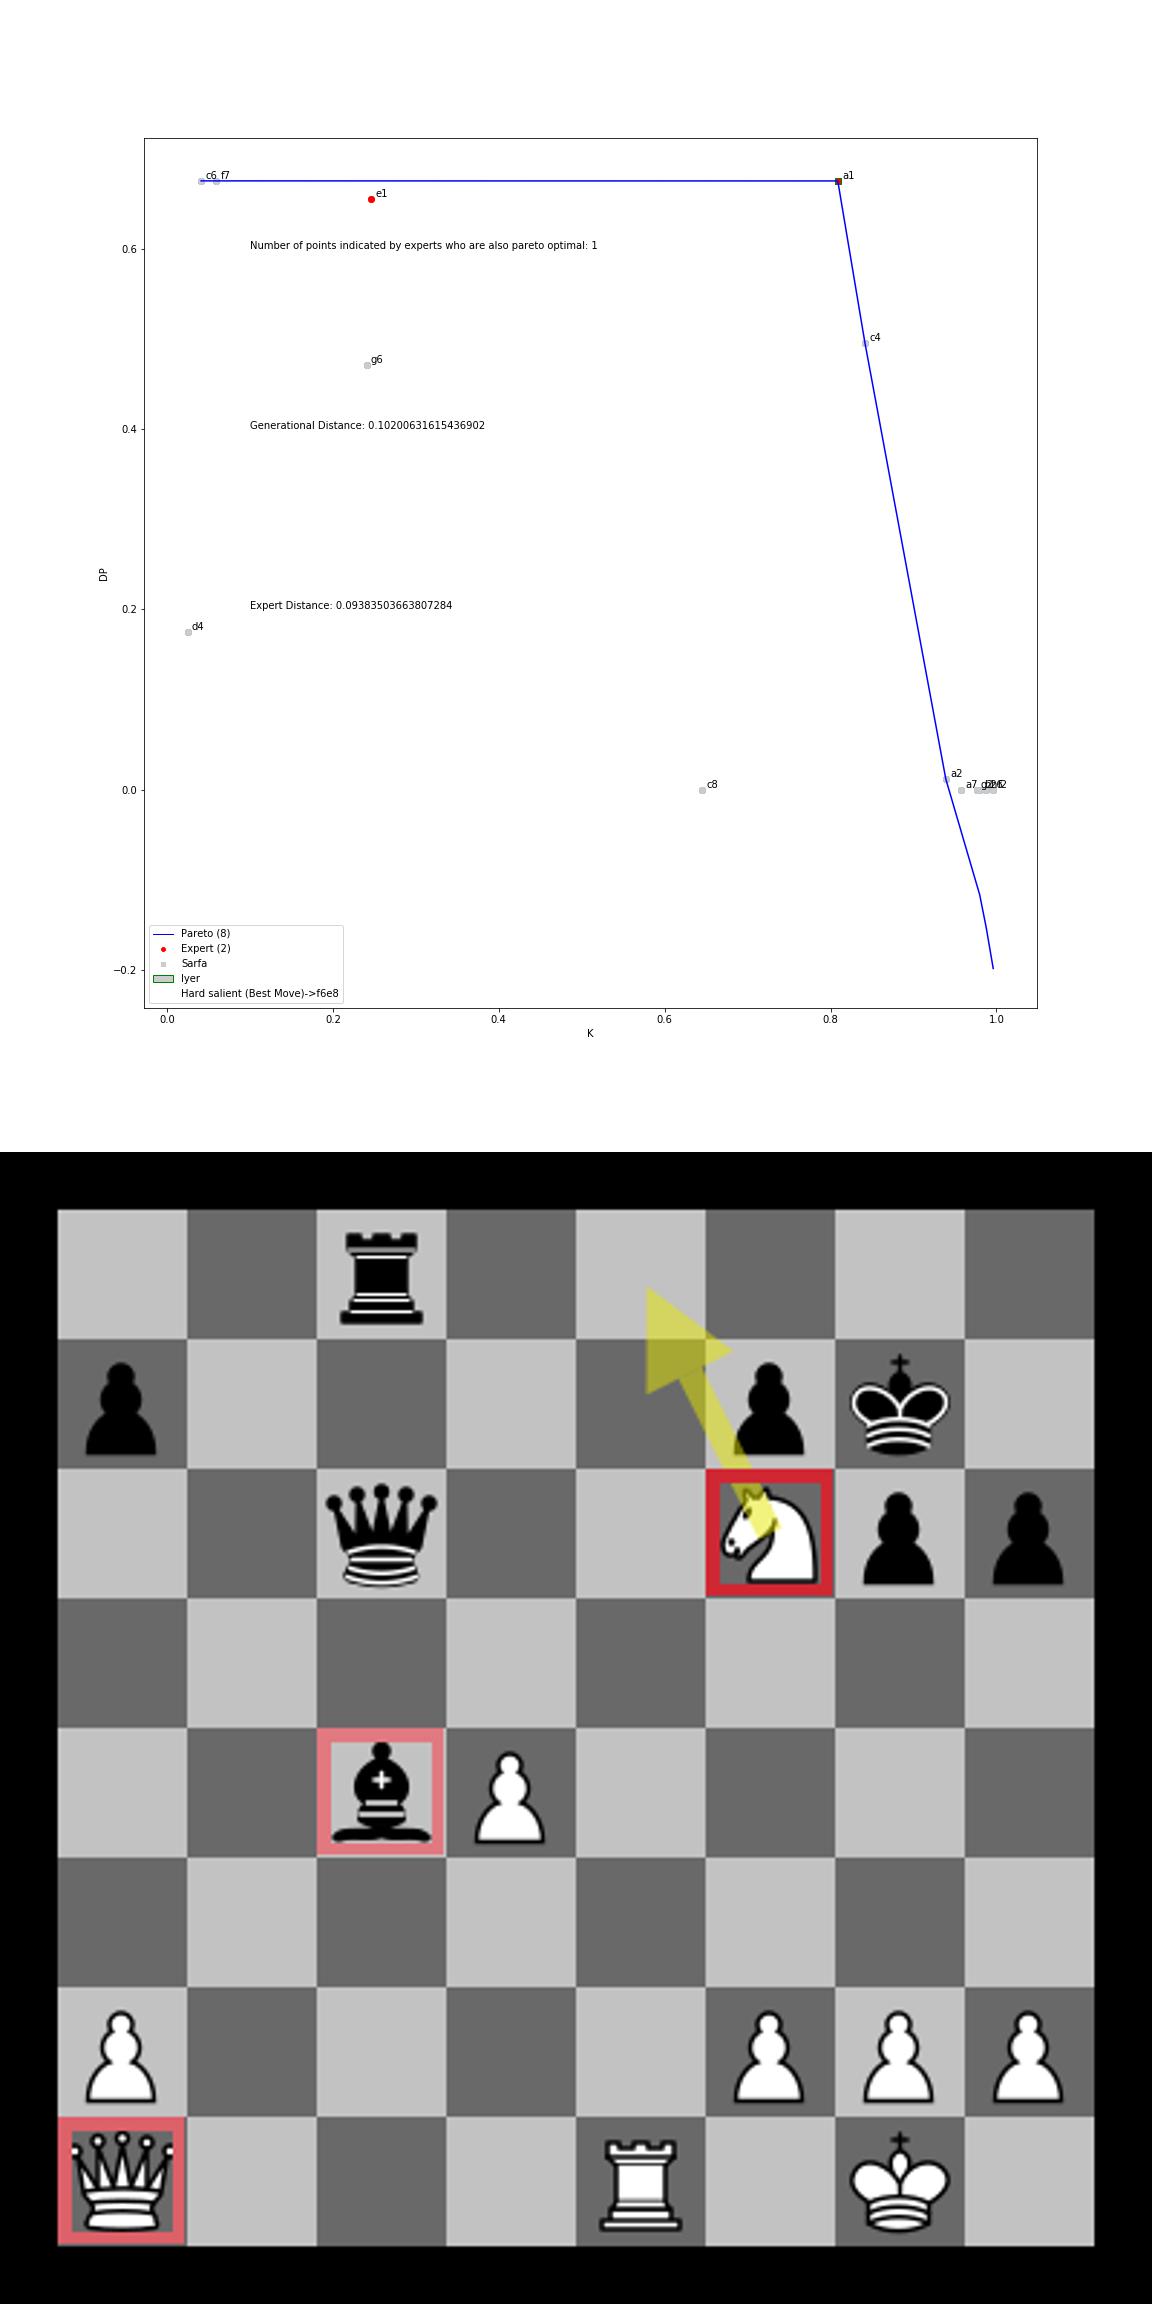 c6 f7
a1
e1
0.6
Number of points indicated by experts who are also pareto optimal: 1
c4
g6
0.4
Generational Distance: 0.10200631615436902
DP
0.2
Expert Distance: 0.09383503663807284
d4
a2
0.0
c8
a7
Pareto (8)
Expert (2)
Sarfa
−0.2
Iyer
Hard salient (Best Move)->f6e8
0.0 0.2 0.4 0.6 0.8 1.0
K